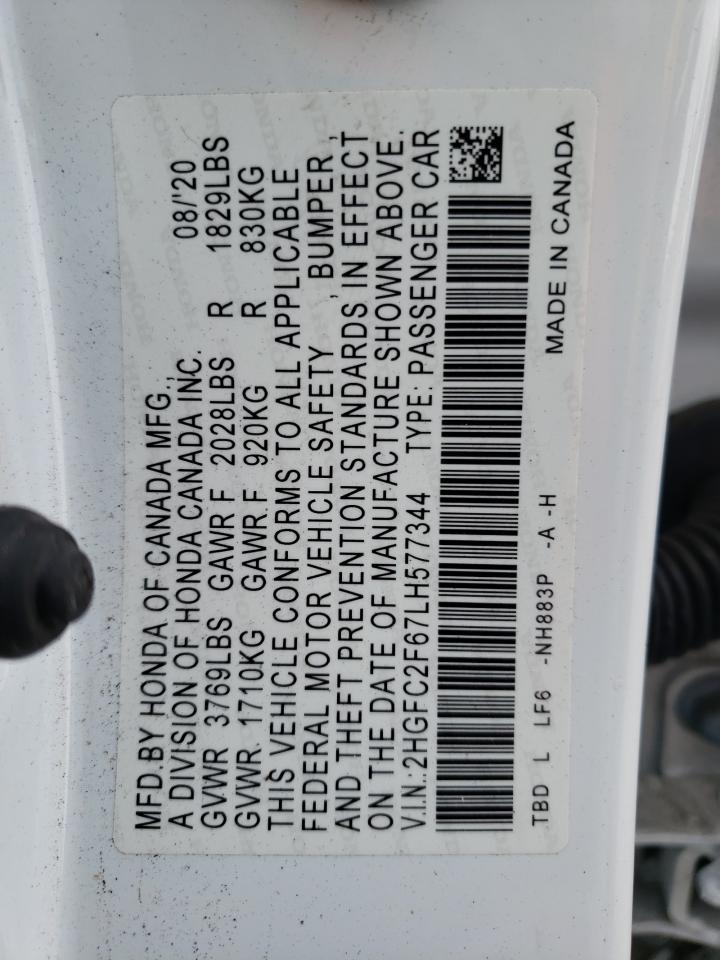 MFD.BY HONDA OF CANADA MFG., 08/'20
A DIVISION OF HONDA CANADA INC.
GVWR 3769LBS GAWR F 2028LBS R 1829LBS
GVWR. 1710KG GAWR.F 920KG R 830KG
THIS VEHICLE CONFORMS TO ALL APPLICABLE
FEDERAL MOTOR VEHICLE SAFETY , BUMPER ,
AND THEFT PREVENTION STANDARDS IN EFFECT
ON THE DATE OF MANUFACTURE SHOWN ABOVE.
V.I.N.:2HGFC2F67LH577344 TYPE: PASSENGER CAR
TBD L LF6 -NH883P -A -H MADE IN CANADA